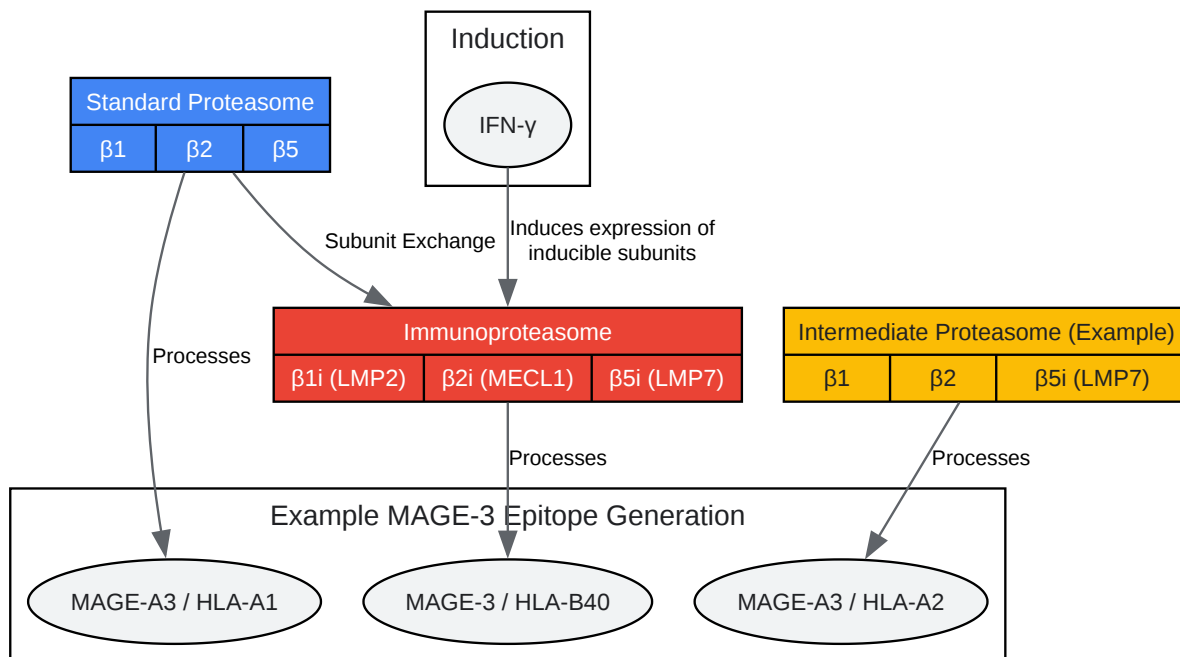 Induction
IFN-γ
Standard Proteasome
β1 β2 β5
Subunit Exchange
Induces expression of
inducible subunits
Processes
Immunoproteasome
β1i (LMP2) β2i (MECL1) β5i (LMP7)
Intermediate Proteasome (Example)
β1 β2 β5i (LMP7)
Processes
Processes
Example MAGE-3 Epitope Generation
MAGE-A3 / HLA-A1
MAGE-3 / HLA-B40
MAGE-A3 / HLA-A2